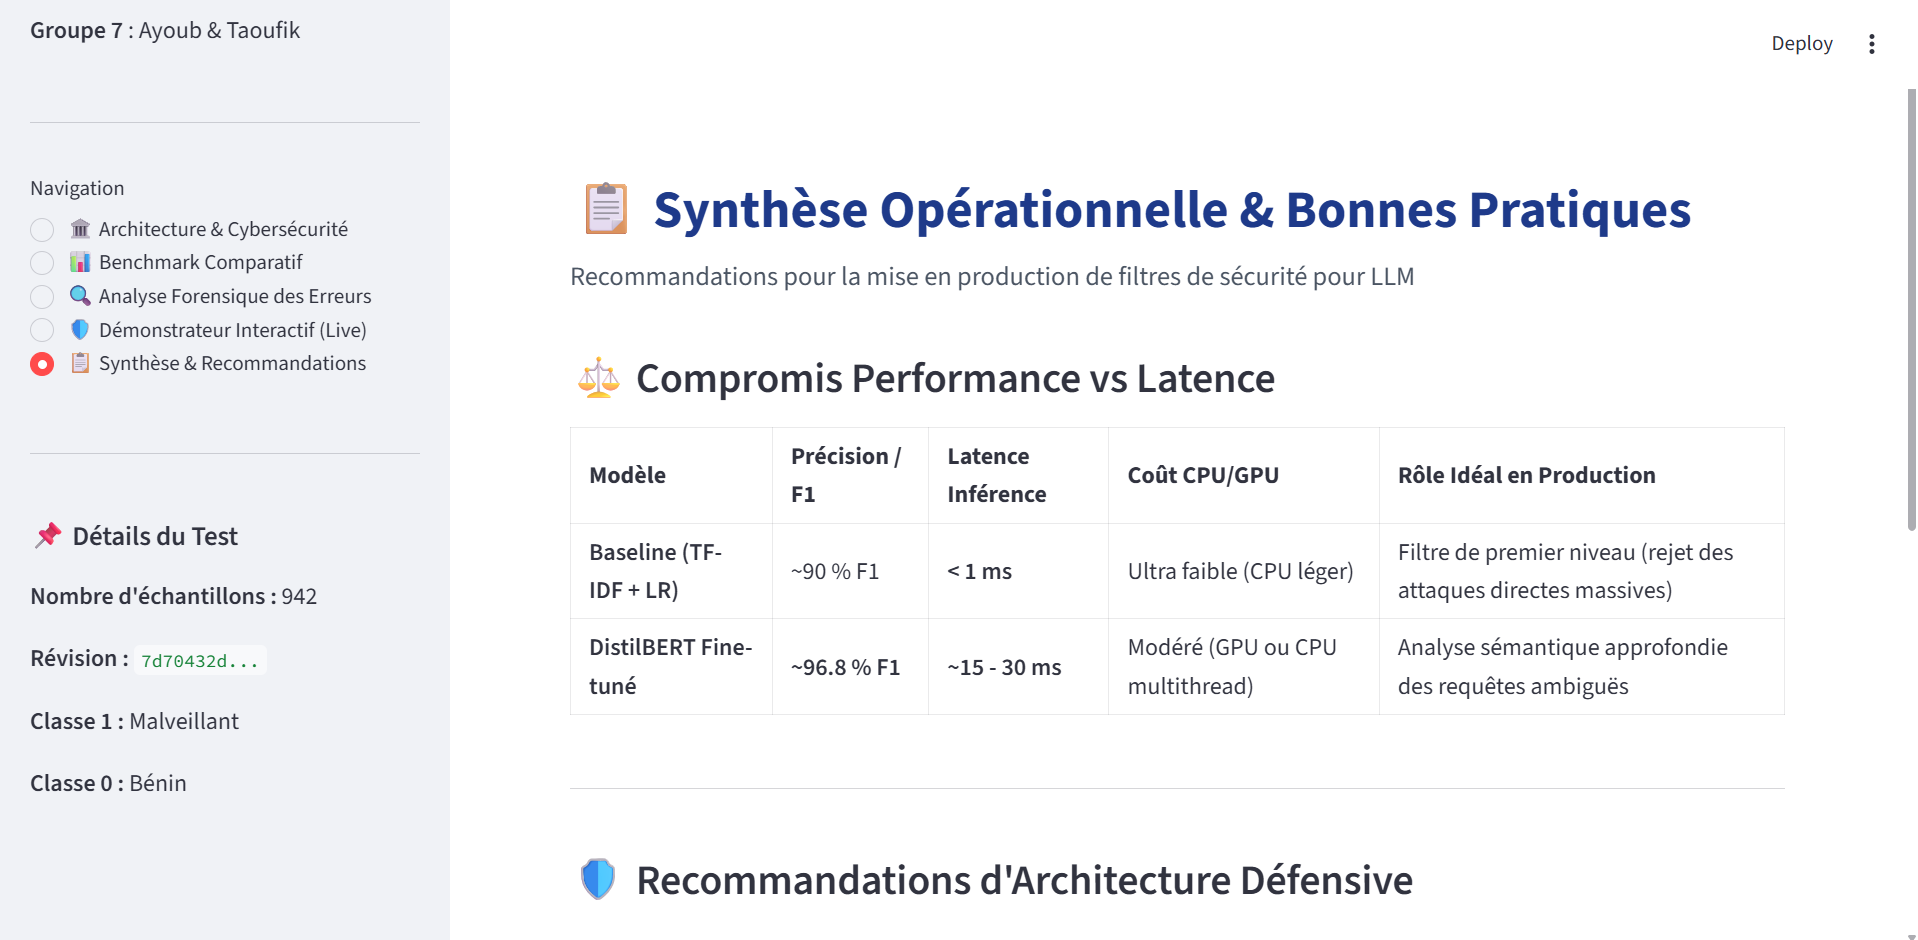 Groupe 7 : Ayoub & Taoufik
Navigation
Architecture & Cybersécurité
Benchmark Comparatif
Analyse Forensique des Erreurs
Démonstrateur Interactif (Live)
Synthèse & Recommandations
Détails du Test
Nombre d'échantillons : 942
Révision : 7d70432d...
Classe 1 : Malveillant
Classe 0 : Bénin
Deploy
Synthèse Opérationnelle & Bonnes Pratiques
Recommandations pour la mise en production de filtres de sécurité pour LLM
Compromis Performance vs Latence
Modèle
Précision /
F1
Latence
Inférence
Coût CPU/GPU
Rôle Idéal en Production
Baseline (TF-
IDF + LR)
~90 % F1
< 1 ms
Ultra faible (CPU léger)
Filtre de premier niveau (rejet des
attaques directes massives)
DistilBERT Fine-
tuné
~96.8 % F1
~15 - 30 ms
Modéré (GPU ou CPU
multithread)
Analyse sémantique approfondie
des requêtes ambiguës
Recommandations d'Architecture Défensive